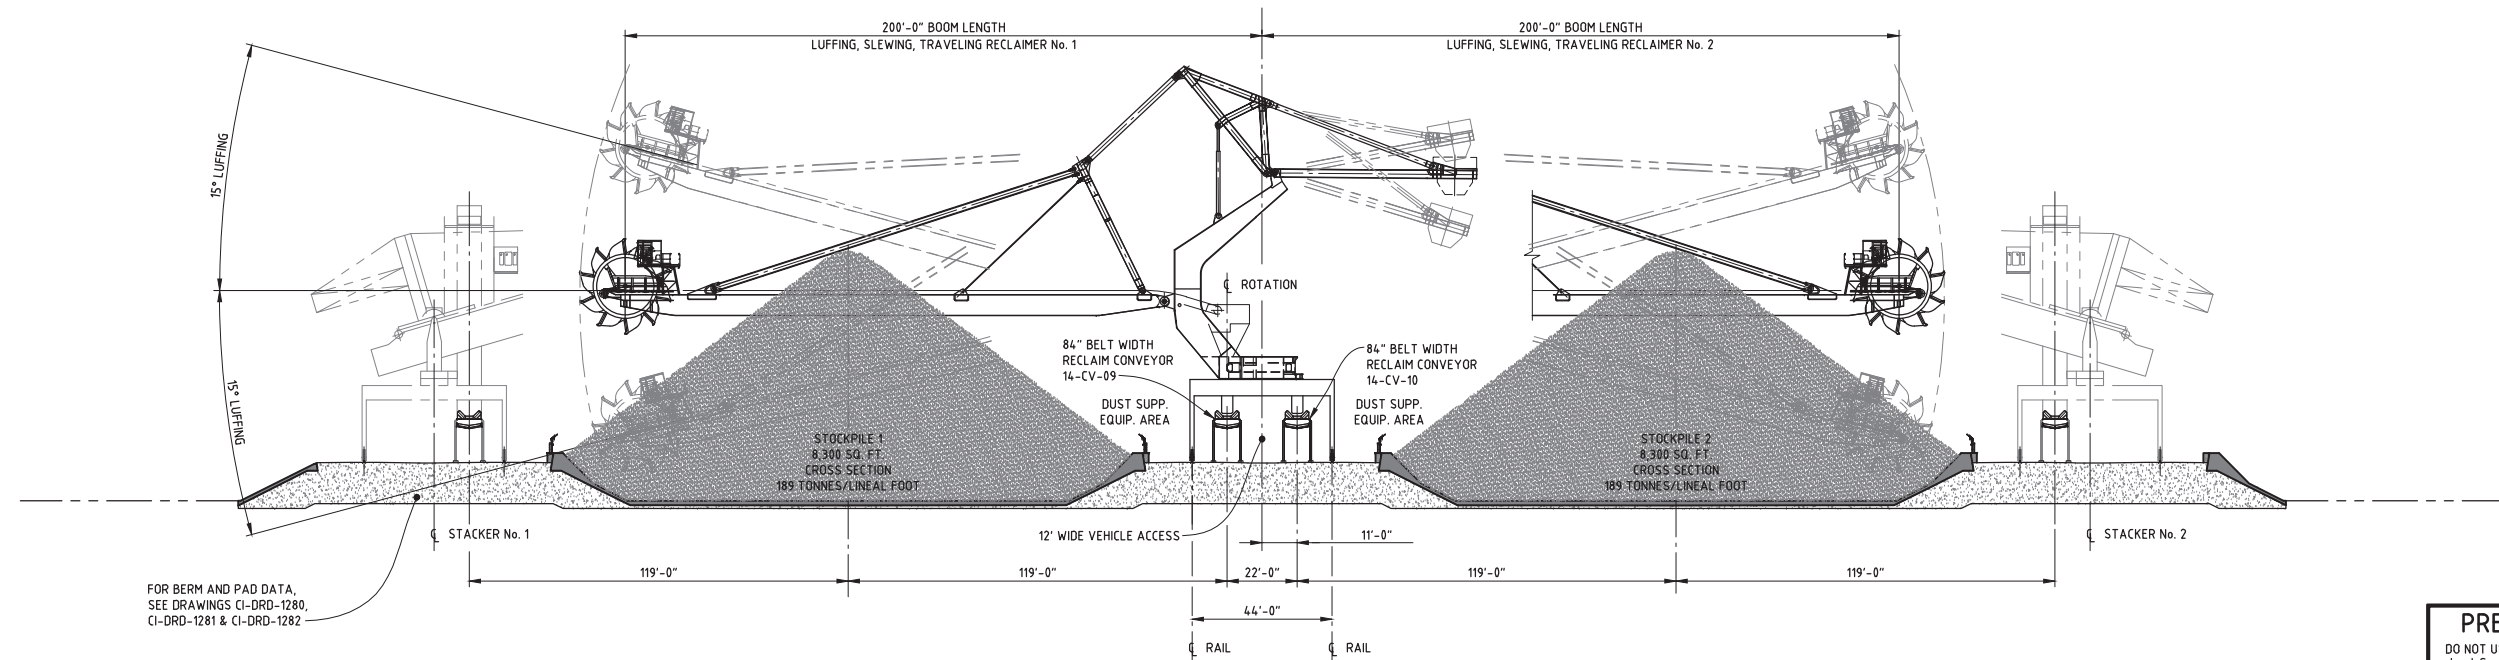 200'-0" BOOM LENGTH
LUFFING, SLEWING, TRAVELING RECLAIMER No. 1
200'-0" BOOM LENGTH
LUFFING, SLEWING, TRAVELING RECLAIMER No. 2
15° LUFFING
15° LUFFING
℄ ROTATION
84" BELT WIDTH
RECLAIM CONVEYOR
14-CV-09
84" BELT WIDTH
RECLAIM CONVEYOR
14-CV-10
DUST SUPP.
EQUIP. AREA
DUST SUPP.
EQUIP. AREA
STOCKPILE 1
8,300 SQ. FT.
CROSS SECTION
189 TONNES/LINEAL FOOT
STOCKPILE 2
8,300 SQ. FT.
CROSS SECTION
189 TONNES/LINEAL FOOT
℄ STACKER No. 1
12' WIDE VEHICLE ACCESS
11'-0"
℄ STACKER No. 2
119'-0"
119'-0"
22'-0"
119'-0"
119'-0"
FOR BERM AND PAD DATA,
SEE DRAWINGS CI-DRD-1280,
CI-DRD-1281 & CI-DRD-1282
44'-0"
℄ RAIL
℄ RAIL
PRE
DO NOT U